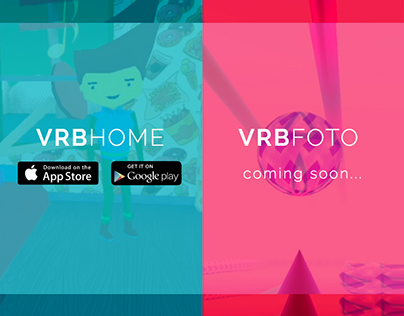 VRBHOME
Download on the
App Store
GET IT ON
Google play
VRBFOTO
coming soon...